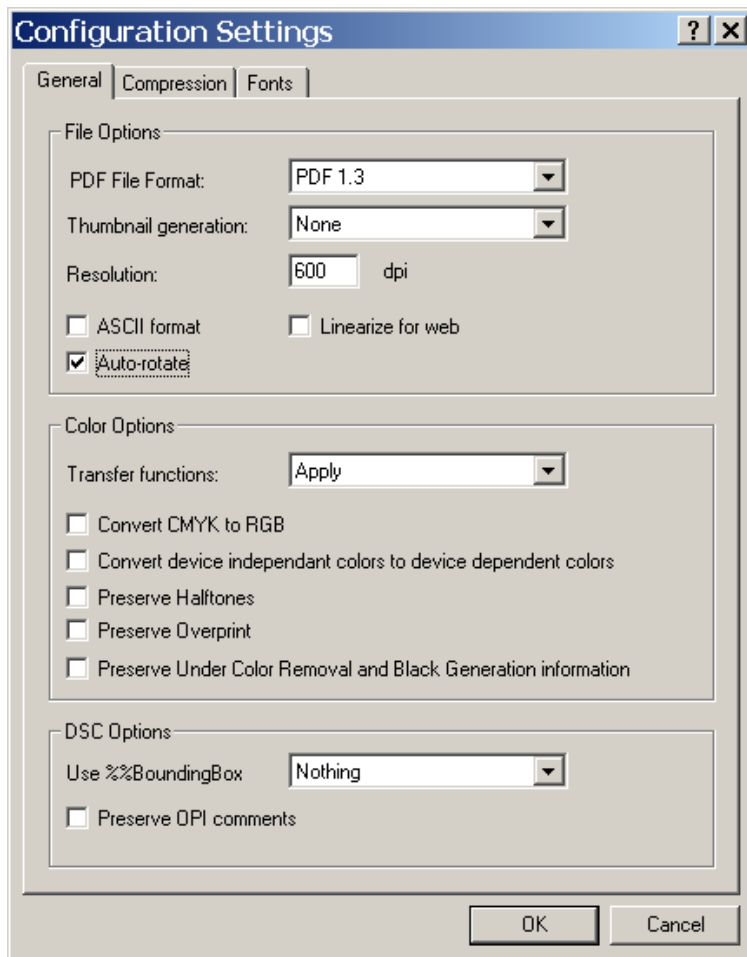 Configuration Settings
General Compression Fonts
File Options
PDF File Format: PDF 1.3
Thumbnail generation: None
Resolution: 600 dpi
ASCII format Linearize for web
Auto-rotate
Color Options
Transfer functions: Apply
Convert CMYK to RGB
Convert device independant colors to device dependent colors
Preserve Halftones
Preserve Overprint
Preserve Under Color Removal and Black Generation information
DSC Options
Use %%BoundingBox Nothing
Preserve OPI comments
OK Cancel